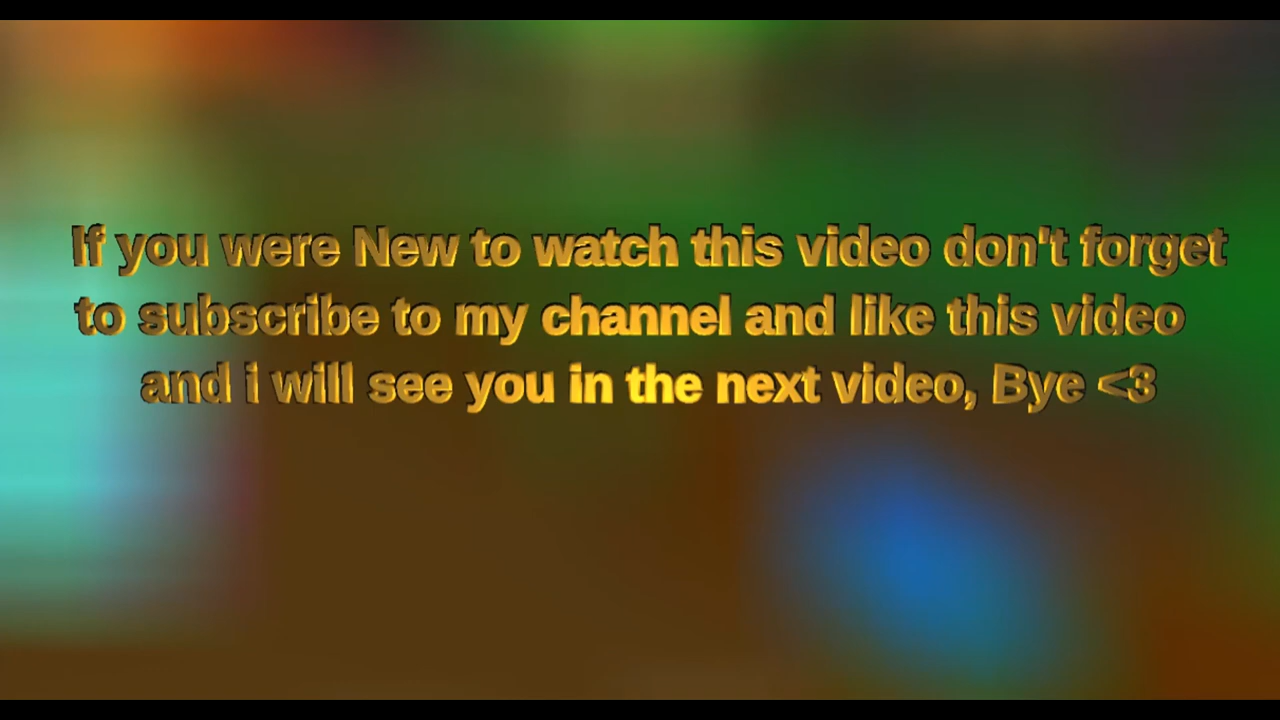 If you were New to watch this video don't forget
to subscribe to my channel and like this video
and i will see you in the next video, Bye <3